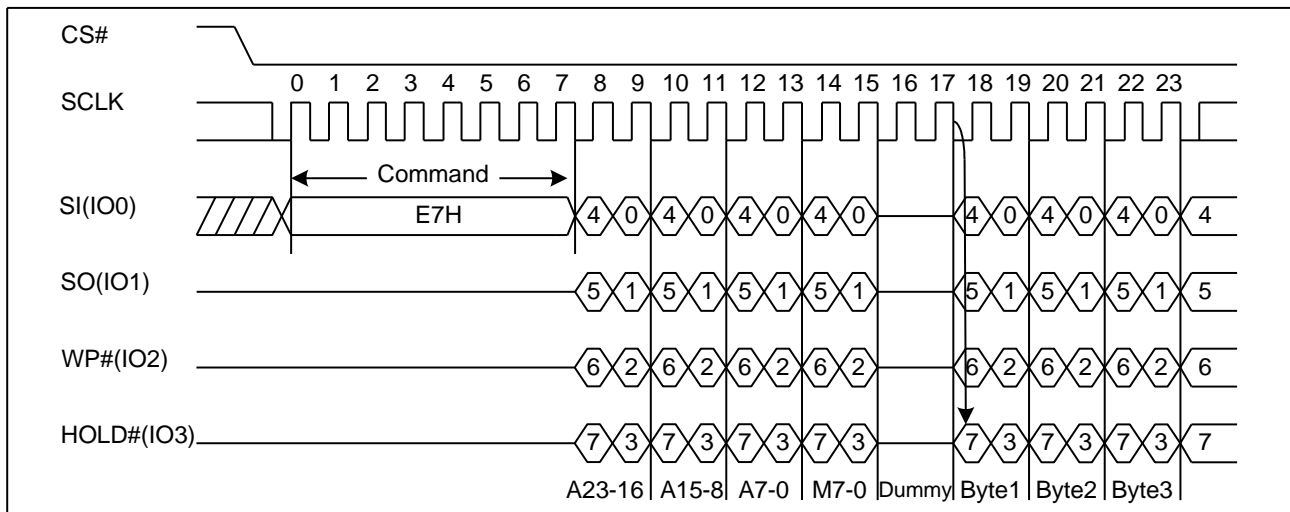 CS#
0 1 2 3 4 5 6 7 8 9 10 11 12 13 14 15 16 17 18 19 20 21 22 23
SCLK
Command
SI(IO0) E7H 4 0 4 0 4 0 4 0 4 0 4 0 4 0 4
SO(IO1) 5 1 5 1 5 1 5 1 5 1 5 1 5 1 5
WP#(IO2) 6 2 6 2 6 2 6 2 6 2 6 2 6 2 6
HOLD#(IO3) 7 3 7 3 7 3 7 3 7 3 7 3 7 3 7
A23-16 A15-8 A7-0 M7-0 Dummy Byte1 Byte2 Byte3